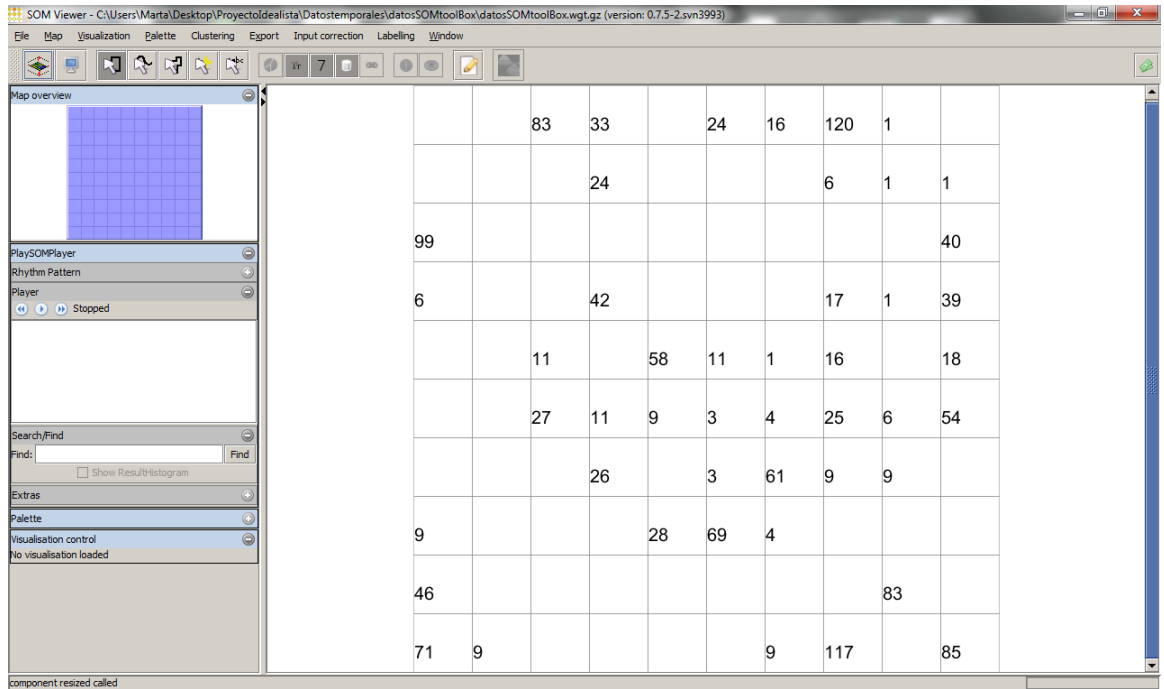 SOM Viewer - C:\Users\Marta\Desktop\ProyectoIdealista\Datostemporales\datosSOMtoolBox\datosSOMtoolBox.wgt.gz (version: 0.7.5-2.svn3993)
File Map Visualization Palette Clustering Export Input correction Labelling Window
Tr 7
Map overview
PlaySOMPlayer
Rhythm Pattern
Player
Stopped
Search/Find
Find: Find
Show ResultHistogram
Extras
Palette
Visualisation control
No visualisation loaded
83 33 24 16 120 1
24 6 1 1
99 40
6 42 17 1 39
11 58 11 1 16 18
27 11 9 3 4 25 6 54
26 3 61 9 9
9 28 69 4
46 83
71 9 9 117 85
component resized called